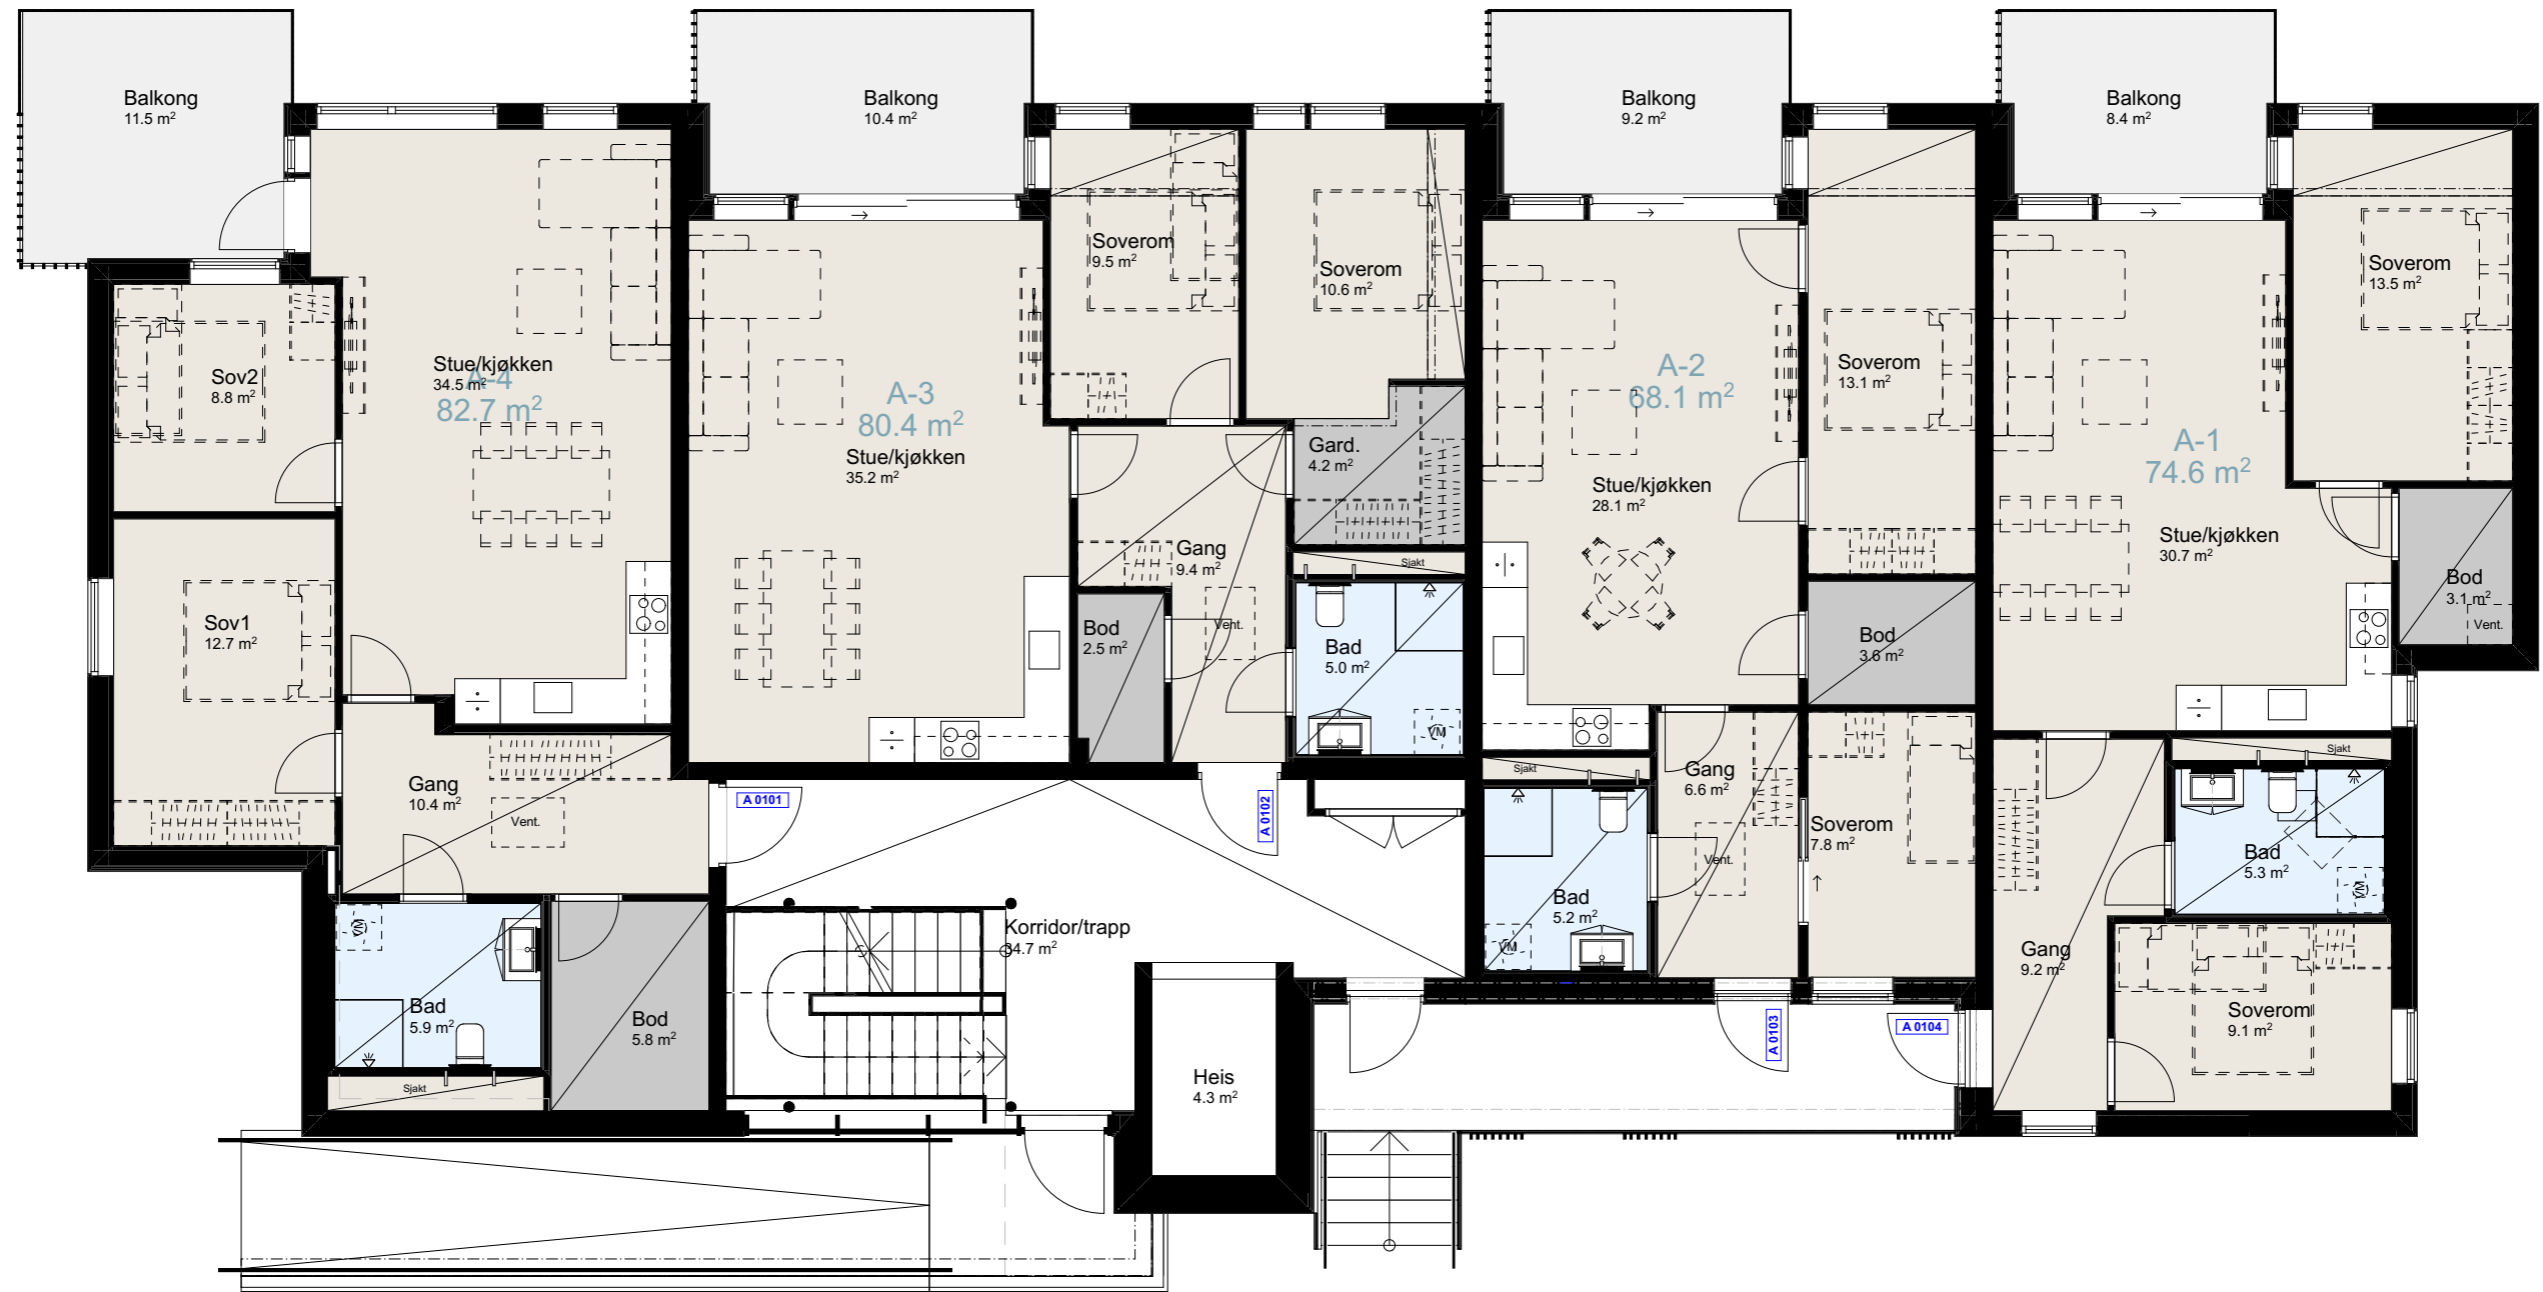 Balkong
11.5 m²
Balkong
10.4 m²
Balkong
9.2 m²
Balkong
8.4 m²
Stue/kjøkken
34.5 m²
A-4
82.7 m²
Sov2
8.8 m²
Sov1
12.7 m²
Gang
10.4 m²
Vent.
Bad
5.9 m²
VM
Sjakt
Bod
5.8 m²
A 0101
A-3
80.4 m²
Stue/kjøkken
35.2 m²
Soverom
9.5 m²
Soverom
10.6 m²
Gard.
4.2 m²
Gang
9.4 m²
Vent.
Sjakt
Bod
2.5 m²
Bad
5.0 m²
VM
A 0102
Korridor/trapp
34.7 m²
Heis
4.3 m²
A-2
68.1 m²
Stue/kjøkken
28.1 m²
Soverom
13.1 m²
Bod
3.6 m²
Sjakt
Gang
6.6 m²
Vent.
Soverom
7.8 m²
Bad
5.2 m²
VM
A 0103
A 0104
A-1
74.6 m²
Stue/kjøkken
30.7 m²
Soverom
13.5 m²
Bod
3.1 m²
Vent.
Sjakt
Bad
5.3 m²
VM
Gang
9.2 m²
Soverom
9.1 m²